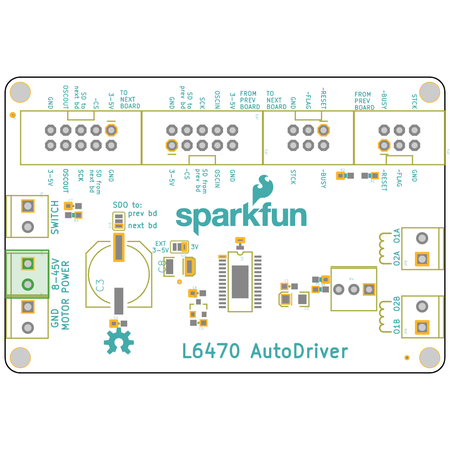 GND
OSCOUT
SD to next bd
-CS
3-5V
TO NEXT BOARD
GND
SD to prev bd
SCK
OSCIN
3-5V
FROM PREV BOARD
TO NEXT BOARD
GND
-FLAG
-RESET
FROM PREV BOARD
-BUSY
STCK
3-5V
OSCOUT
SCK
SD from next bd
GND
3-5V
-CS
SD from prev bd
OSCIN
GND
STCK
-BUSY
-RESET
-FLAG
GND
SWITCH
SDO to:
prev bd
next bd
sparkfun
EXT
3-5V
3V
8-45V
GND
MOTOR POWER
C3
C8
O1A
O2A
O2B
O1B
L6470 AutoDriver